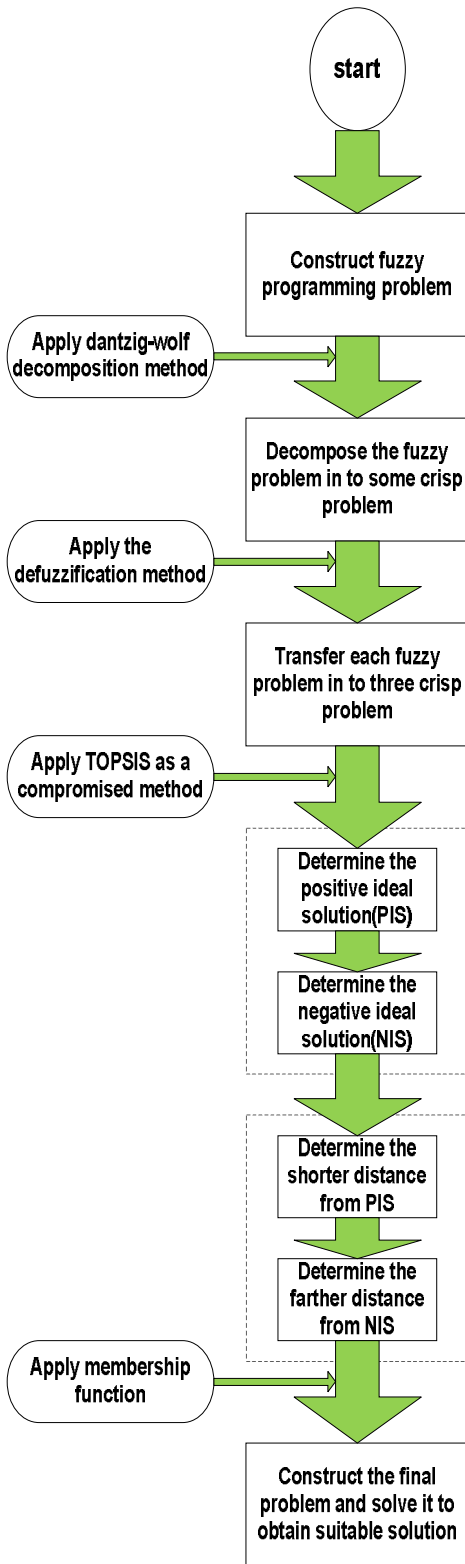 start
Construct fuzzy
programming problem
Apply dantzig-wolf
decomposition method
Decompose the fuzzy
problem in to some crisp
problem
Apply the
defuzzification method
Transfer each fuzzy
problem in to three crisp
problem
Apply TOPSIS as a
compromised method
Determine the
positive ideal
solution(PIS)
Determine the
negative ideal
solution(NIS)
Determine the
shorter distance
from PIS
Determine the
farther distance
from NIS
Apply membership
function
Construct the final
problem and solve it to
obtain suitable solution